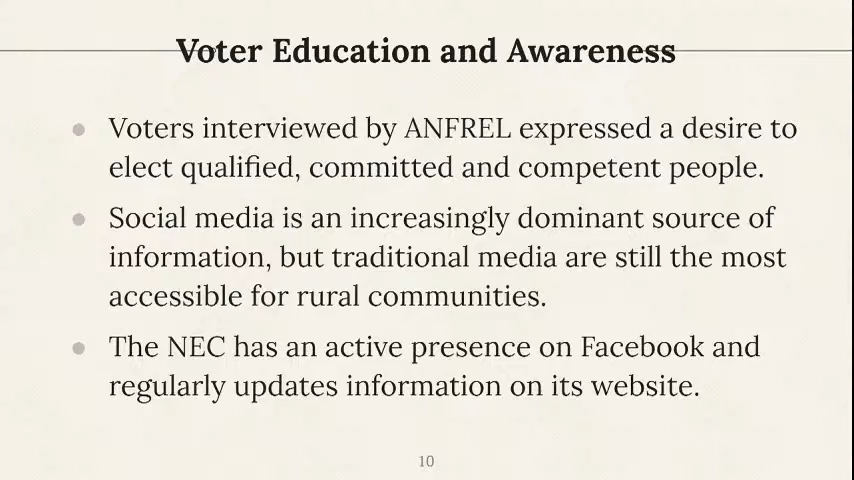 Voter Education and Awareness
Voters interviewed by ANFREL expressed a desire to
elect qualified, committed and competent people.
Social media is an increasingly dominant source of
information, but traditional media are still the most
accessible for rural communities.
The NEC has an active presence on Facebook and
regularly updates information on its website.
10